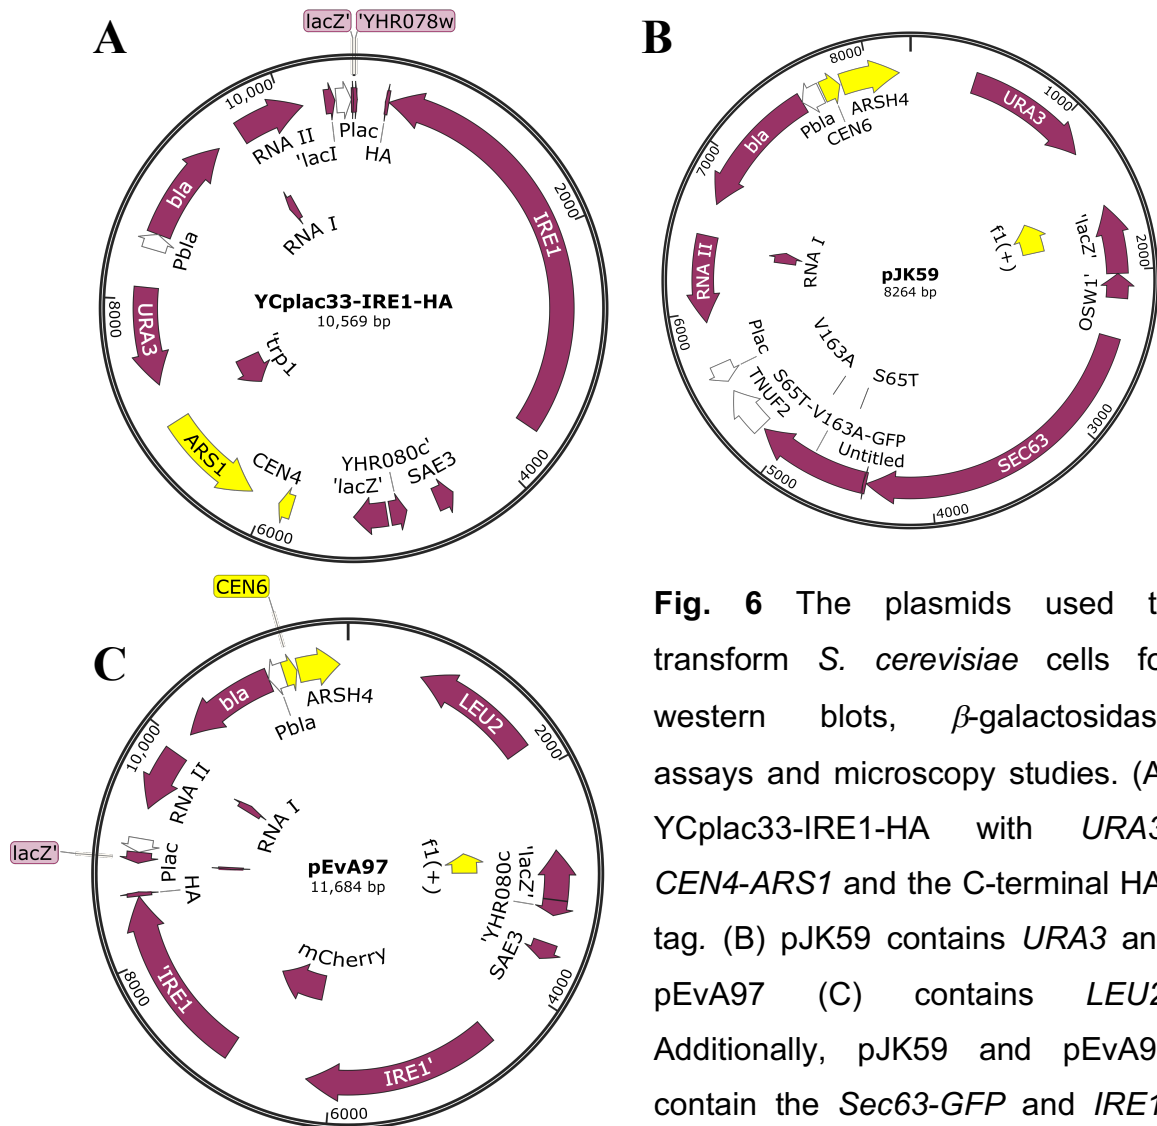 A
lacZ'
'YHR078w
10,000
RNA II
'lacI
Plac
HA
bla
RNA I
2000
IRE1
Pbla
YCplac33-IRE1-HA
10,569 bp
8000
URA3
'trp1
ARS1
CEN4
YHR080c'
'lacZ'
SAE3
4000
6000
B
8000
Pbla
CEN6
ARSH4
URA3
1000
bla
7000
'lacZ'
2000
f1(+)
RNA I
pJK59
8264 bp
OSW1'
RNA II
6000
Plac
TNUF2
V163A
S65T
S65T-V163A-GFP
Untitled
SEC63
3000
5000
4000
C
CEN6
bla
Pbla
ARSH4
LEU2
2000
10,000
RNA II
RNA I
lacZ'
Plac
HA
pEvA97
11,684 bp
f1(+)
'lacZ'
'YHR080c
SAE3
4000
mCherry
8000
'IRE1
IRE1'
6000
Fig. 6 The plasmids used t
transform S. cerevisiae cells fo
western blots, β-galactosidas
assays and microscopy studies. (A
YCplac33-IRE1-HA with URA3
CEN4-ARS1 and the C-terminal HA
tag. (B) pJK59 contains URA3 an
pEvA97 (C) contains LEU2
Additionally, pJK59 and pEvA9
contain the Sec63-GFP and IRE1